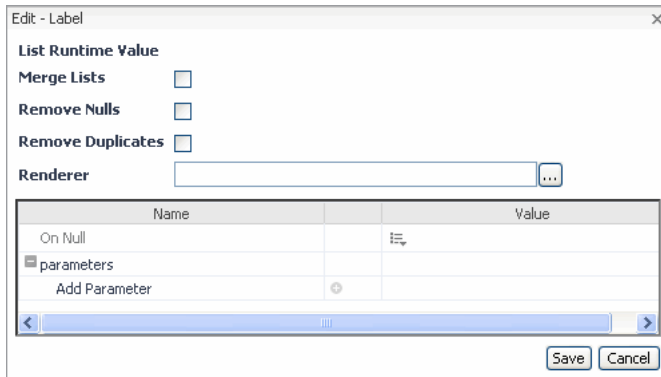 Edit - Label
List Runtime Value
Merge Lists
Remove Nulls
Remove Duplicates
Renderer ...
Name Value
On Null
parameters
Add Parameter
Save Cancel